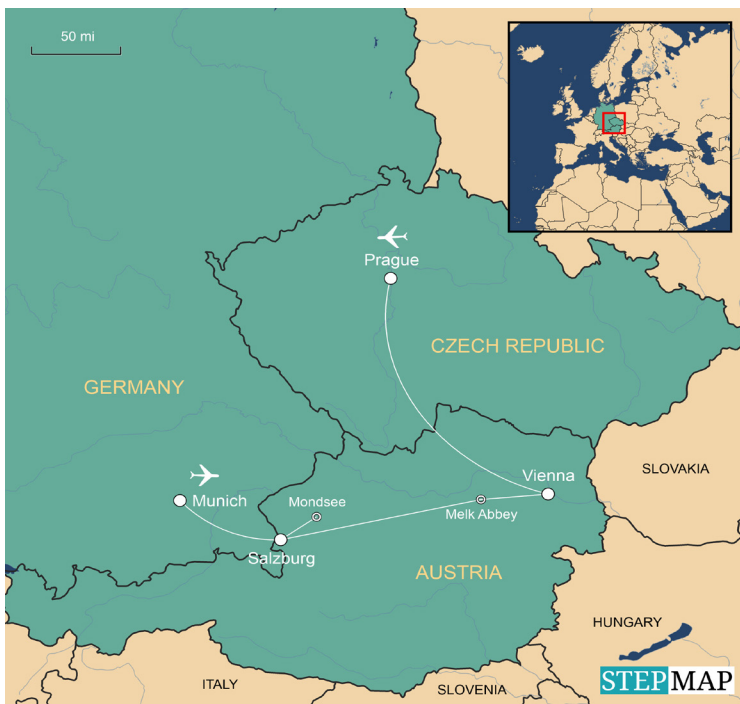 50 mi
Prague
CZECH REPUBLIC
GERMANY
SLOVAKIA
Vienna
Munich
Mondsee
Melk Abbey
Salzburg
AUSTRIA
HUNGARY
ITALY
SLOVENIA
STEPMAP